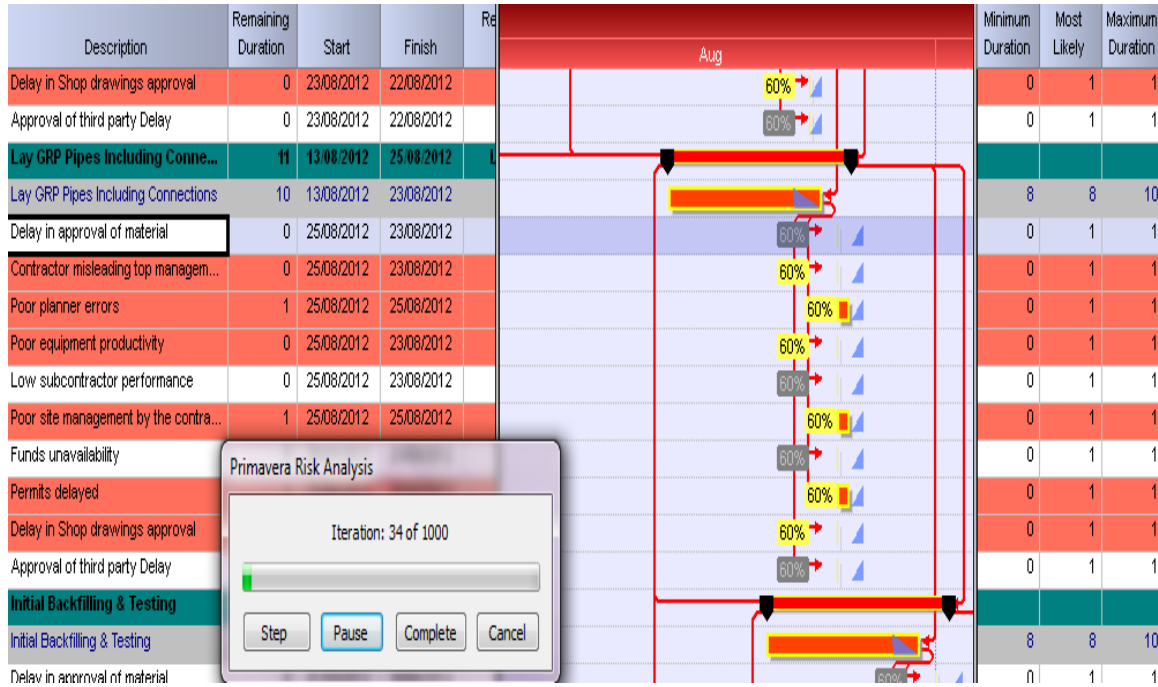 Description Remaining Duration Start Finish Re Aug Minimum Duration Most Likely Maximum Duration
Delay in Shop drawings approval 0 23/08/2012 22/08/2012 60% 0 1 1
Approval of third party Delay 0 23/08/2012 22/08/2012 60% 0 1 1
Lay GRP Pipes Including Conne... 11 13/08/2012 25/08/2012 L
Lay GRP Pipes Including Connections 10 13/08/2012 23/08/2012 8 8 10
Delay in approval of material 0 25/08/2012 23/08/2012 60% 0 1 1
Contractor misleading top managem... 0 25/08/2012 23/08/2012 60% 0 1 1
Poor planner errors 1 25/08/2012 25/08/2012 60% 0 1 1
Poor equipment productivity 0 25/08/2012 23/08/2012 60% 0 1 1
Low subcontractor performance 0 25/08/2012 23/08/2012 60% 0 1 1
Poor site management by the contra... 1 25/08/2012 25/08/2012 60% 0 1 1
Funds unavailability 60% 0 1 1
Permits delayed 60% 0 1 1
Delay in Shop drawings approval 60% 0 1 1
Approval of third party Delay 60% 0 1 1
Initial Backfilling & Testing
Initial Backfilling & Testing 8 8 10
Delay in approval of material 60% 0 1 1
Primavera Risk Analysis
Iteration: 34 of 1000
Step Pause Complete Cancel